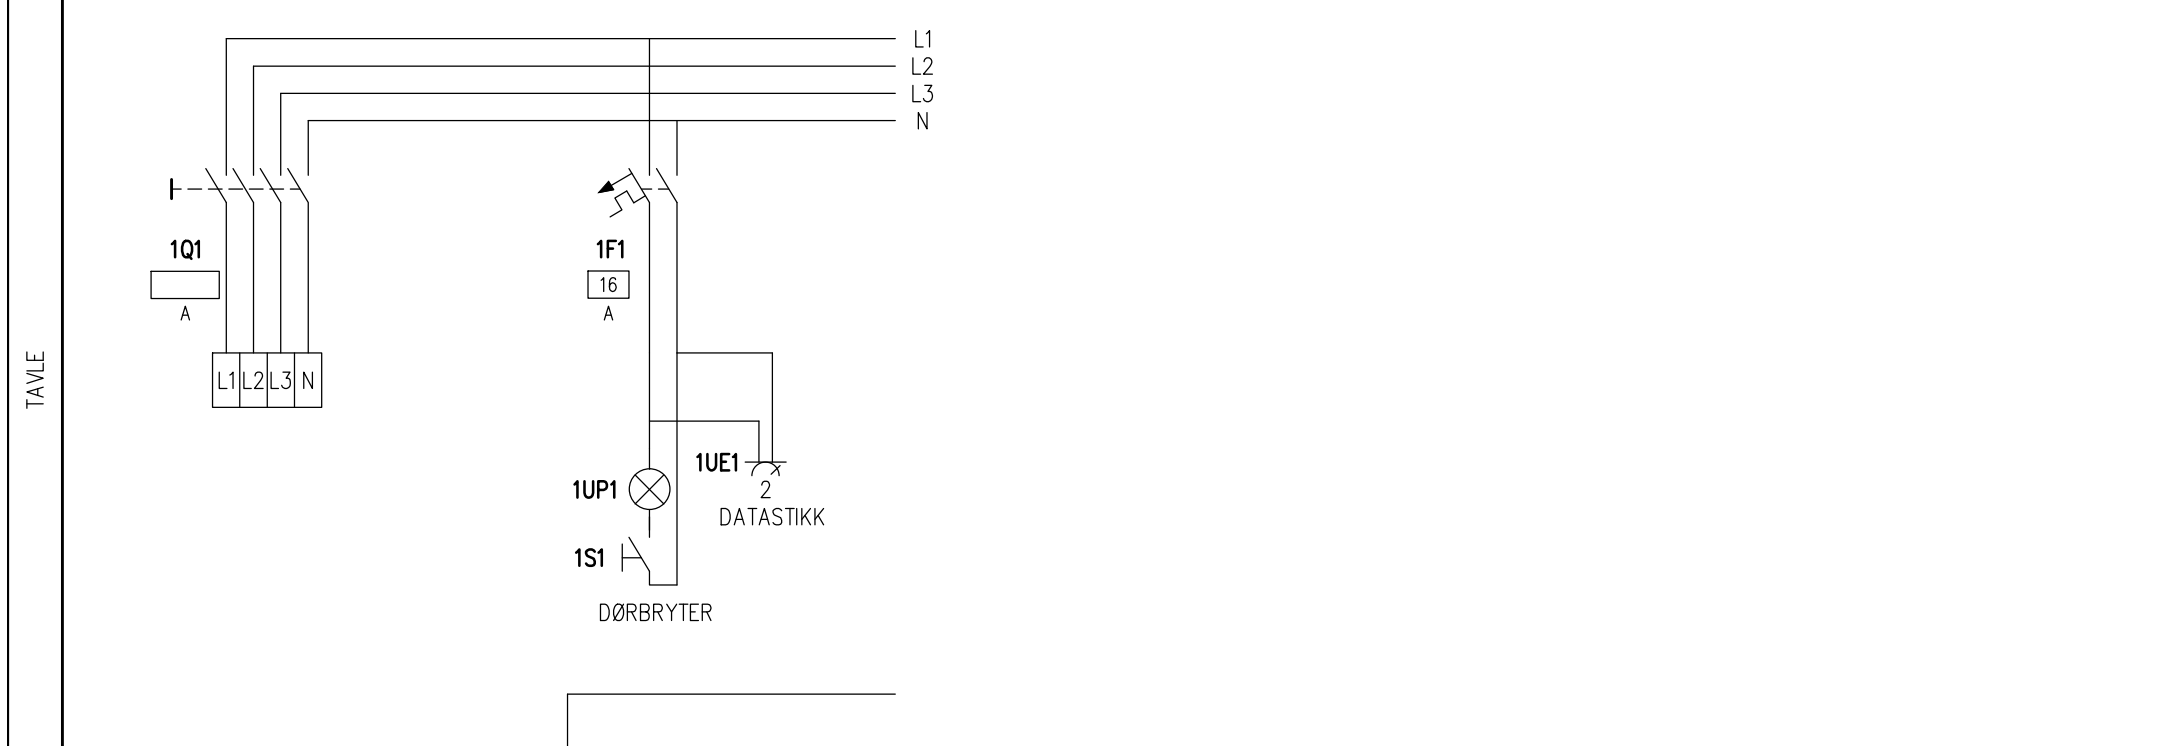 L1
L2
L3
N
1Q1
A
1F1
16
A
TAVLE
L1 L2 L3 N
1UE1
2
DATASTIKK
1UP1
1S1
DØRBRYTER